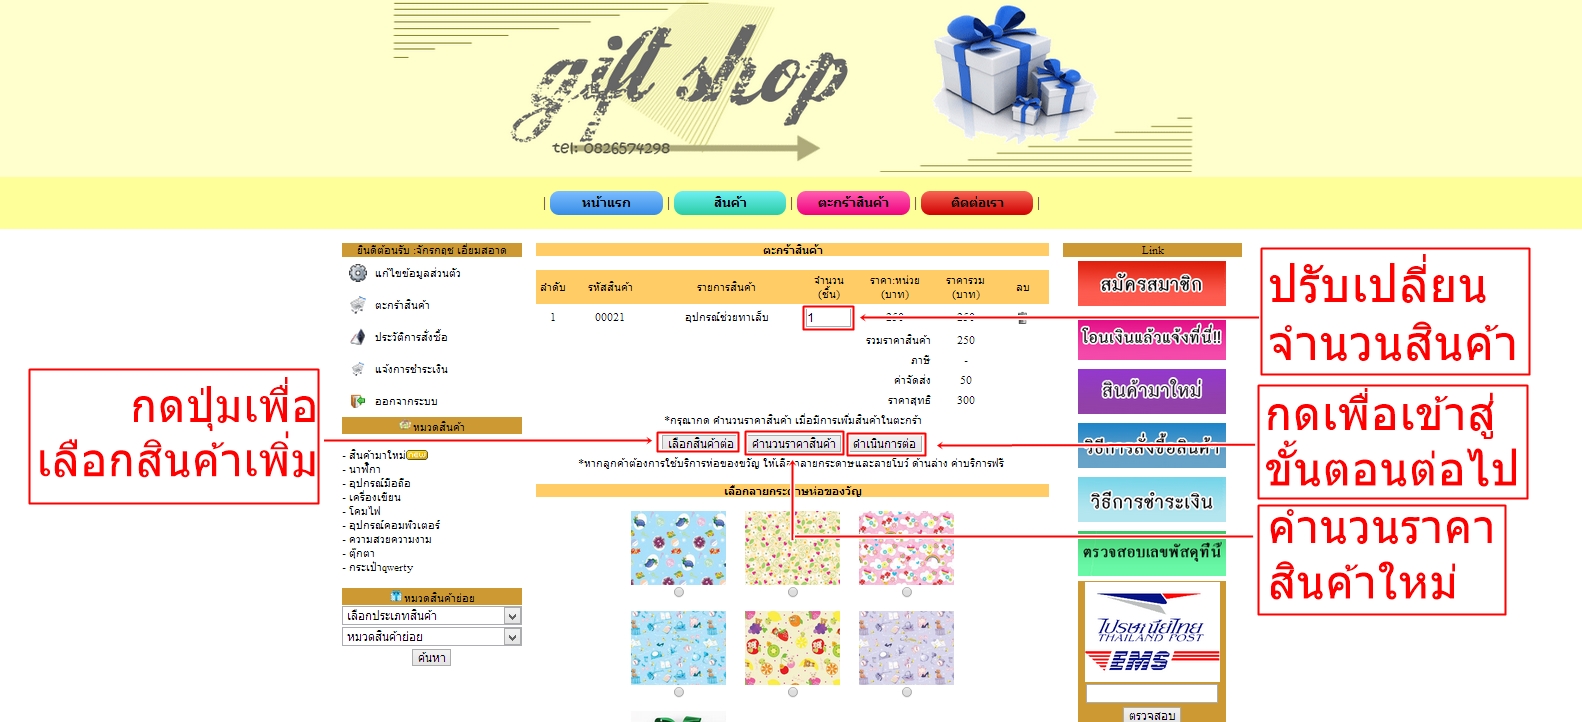 gift shop
tel: 0826574298
| หน้าแรก | สินค้า | ตะกร้าสินค้า | ติดต่อเรา |
ยินดีต้อนรับ :จักรกฤช เอี่ยมสอาด
แก้ไขข้อมูลส่วนตัว
ตะกร้าสินค้า
ประวัติการสั่งซื้อ
แจ้งการชำระเงิน
ออกจากระบบ
หมวดสินค้า
- สินค้ามาใหม่ new
- นาฬิกา
- อุปกรณ์มือถือ
- เครื่องเขียน
- โคมไฟ
- อุปกรณ์คอมพิวเตอร์
- ความสวยความงาม
- ตุ๊กตา
- กระเป๋าqwerty
หมวดสินค้าย่อย
เลือกประเภทสินค้า
หมวดสินค้าย่อย
ค้นหา
กดปุ่มเพื่อ
เลือกสินค้าเพิ่ม
ตะกร้าสินค้า
ลำดับ รหัสสินค้า รายการสินค้า จำนวน (ชิ้น) ราคา:หน่วย (บาท) ราคารวม (บาท) ลบ
1 00021 อุปกรณ์ช่วยทาเล็บ 1 250 250
รวมราคาสินค้า 250
ภาษี -
ค่าจัดส่ง 50
ราคาสุทธิ 300
*กรุณากด คำนวนราคาสินค้า เมื่อมีการเพิ่มสินค้าในตะกร้า
เลือกสินค้าต่อ คำนวนราคาสินค้า ดำเนินการต่อ
*หากลูกค้าต้องการใช้บริการห่อของขวัญ ให้เลือกลายกระดาษและลายโบว์ ด้านล่าง ค่าบริการฟรี
เลือกลายกระดาษห่อของวัญ
Link
สมัครสมาชิก
โอนเงินแล้วแจ้งที่นี่!!
สินค้ามาใหม่
วิธีการสั่งซื้อสินค้า
วิธีการชำระเงิน
ตรวจสอบเลขพัสดุที่นี่
ไปรษณีย์ไทย
THAILAND POST
EMS
ตรวจสอบ
ปรับเปลี่ยน
จำนวนสินค้า
กดเพื่อเข้าสู่
ขั้นตอนต่อไป
คำนวนราคา
สินค้าใหม่